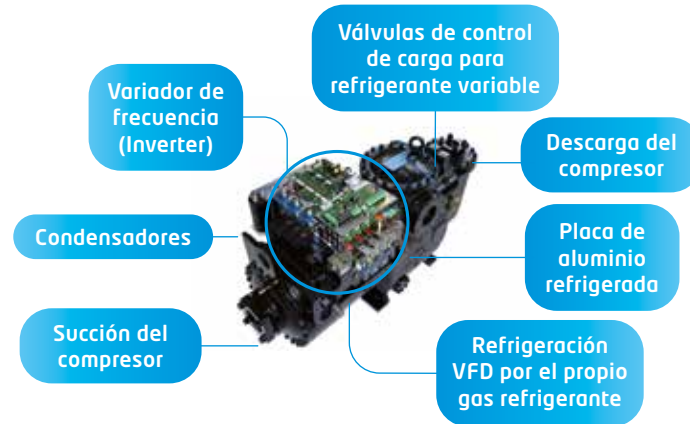 Válvulas de control
de carga para
refrigerante variable
Variador de
frecuencia
(Inverter)
Descarga del
compresor
Condensadores
Placa de
aluminio
refrigerada
Succión del
compresor
Refrigeración
VFD por el propio
gas refrigerante